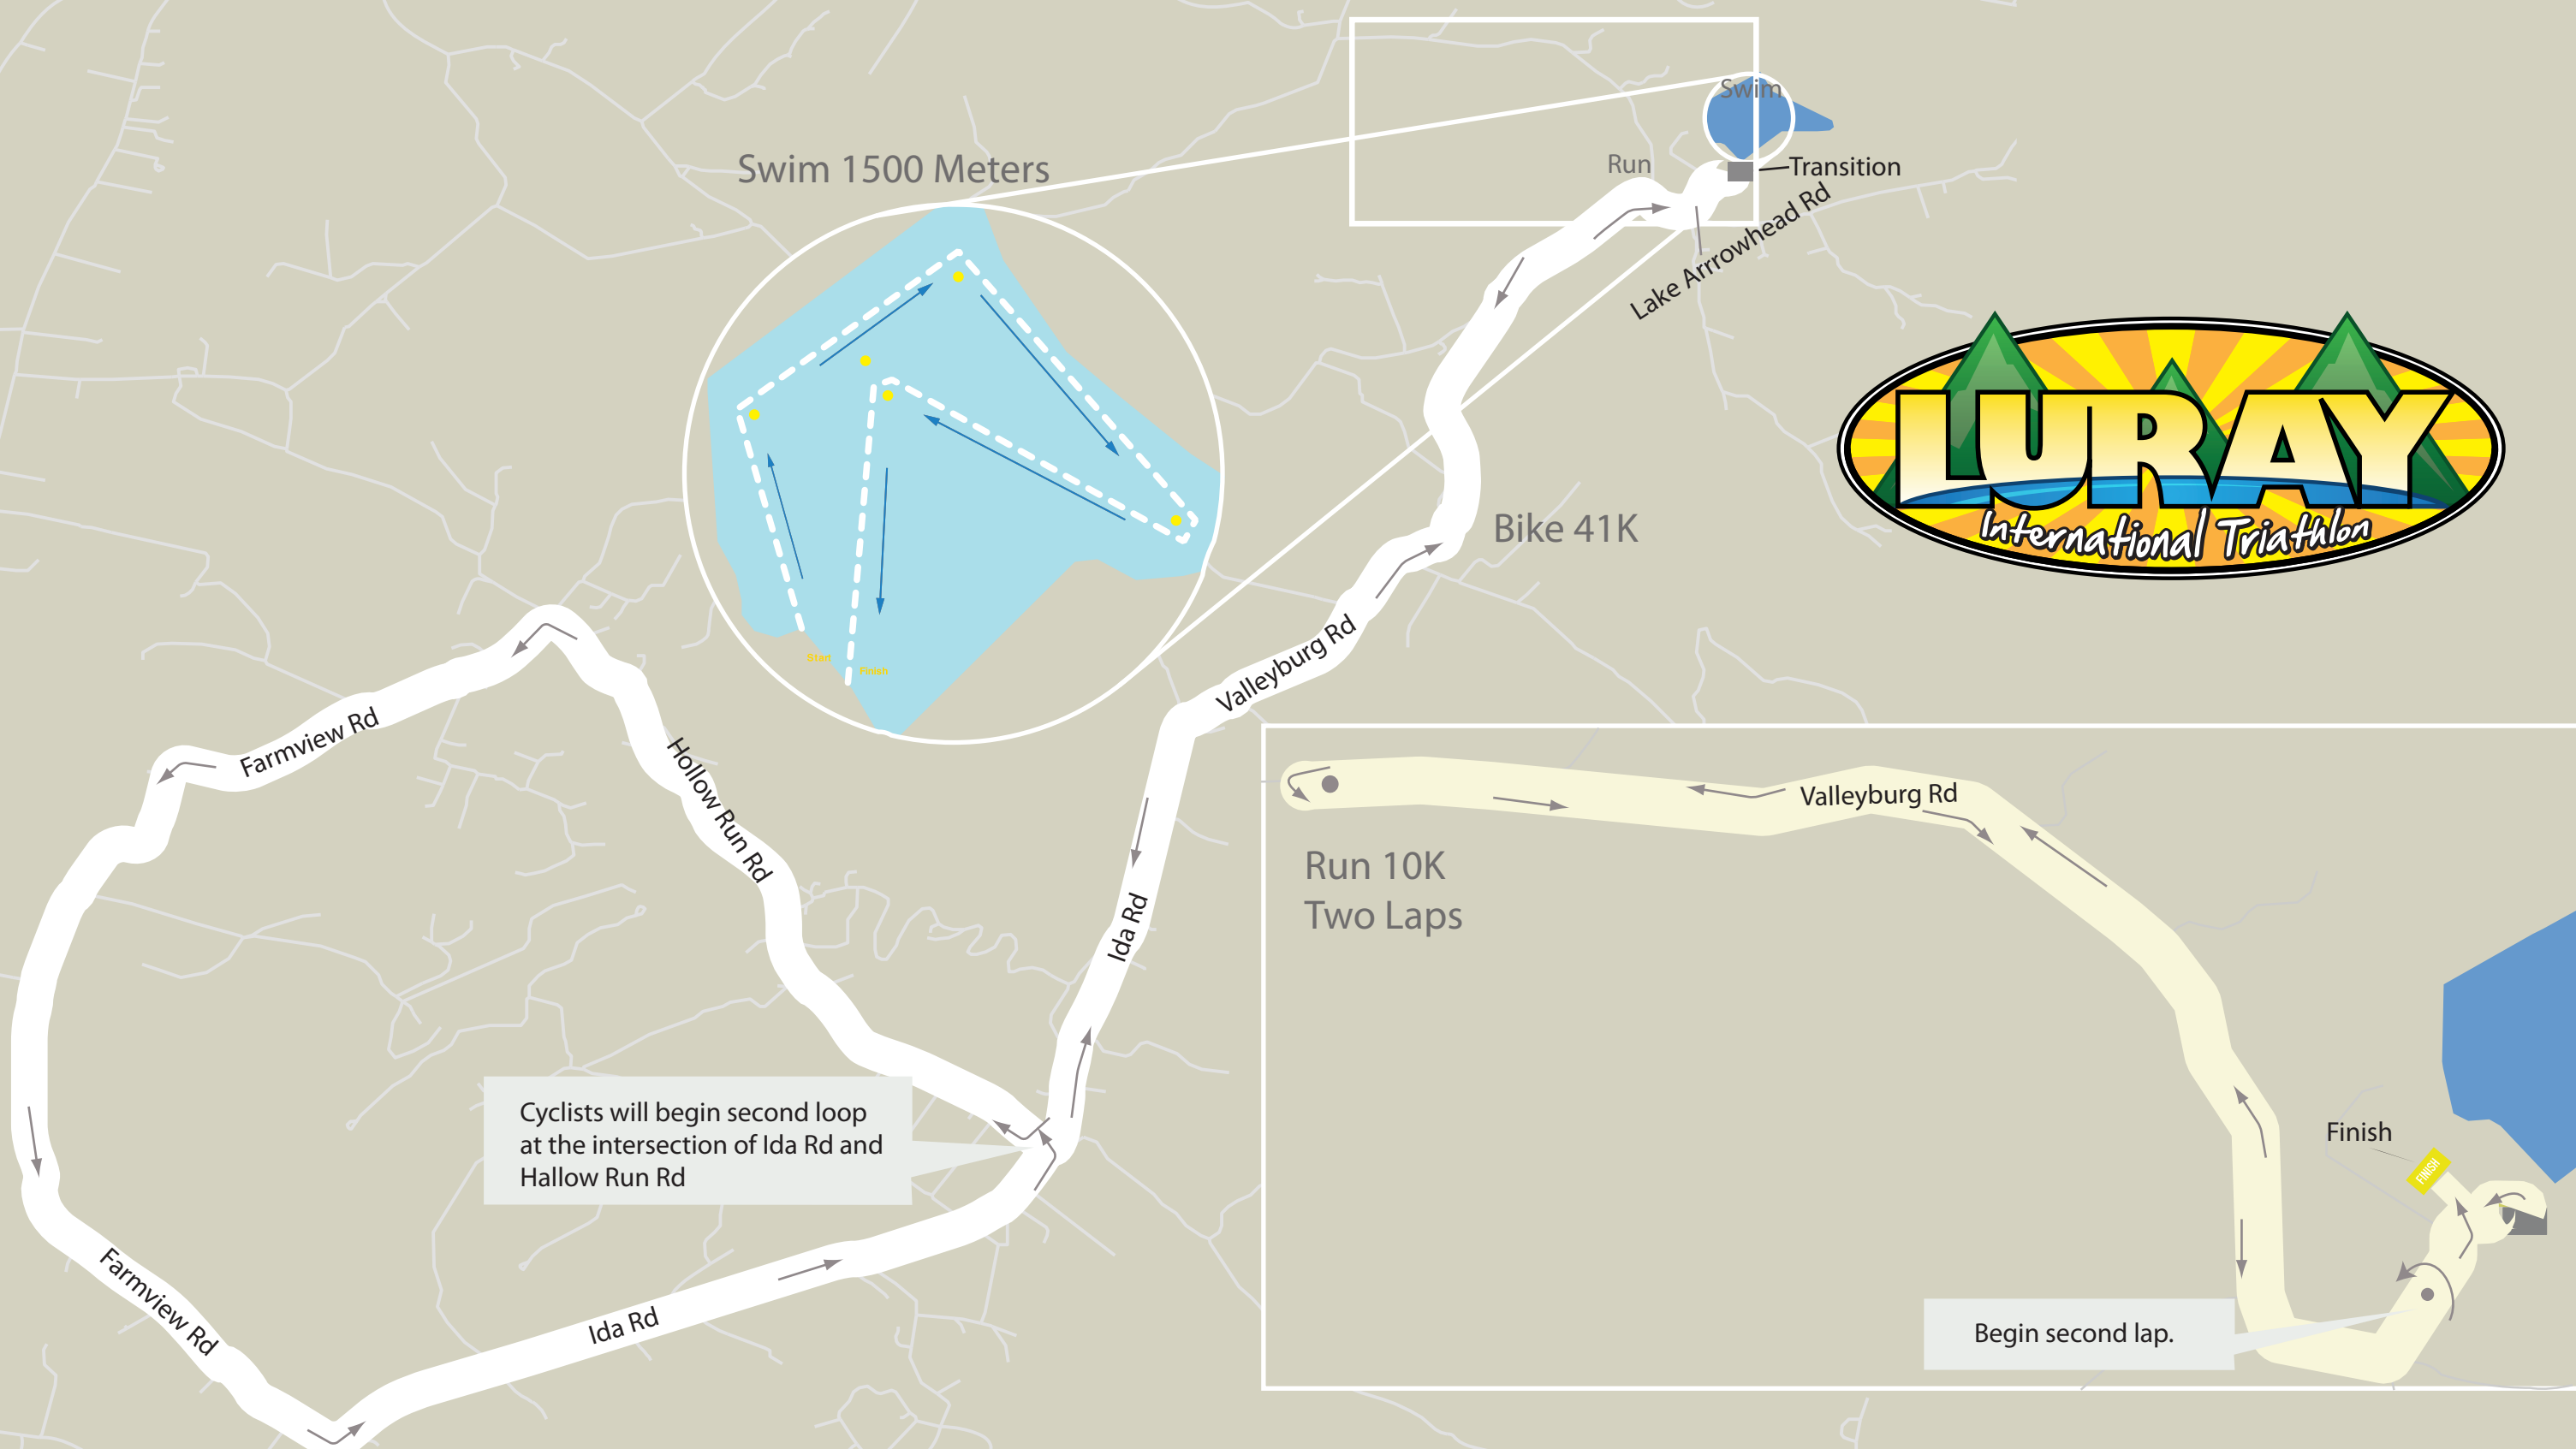 Swim
Swim 1500 Meters
Run
Transition
Lake Arrrowhead Rd
LURAY
International Triathlon
Bike 41K
Valleyburg Rd
Start
Finish
Farmview Rd
Hollow Run Rd
Valleyburg Rd
Run 10K
Two Laps
Ida Rd
Cyclists will begin second loop
at the intersection of Ida Rd and
Hallow Run Rd
Finish
FINISH
Farmview Rd
Ida Rd
Begin second lap.